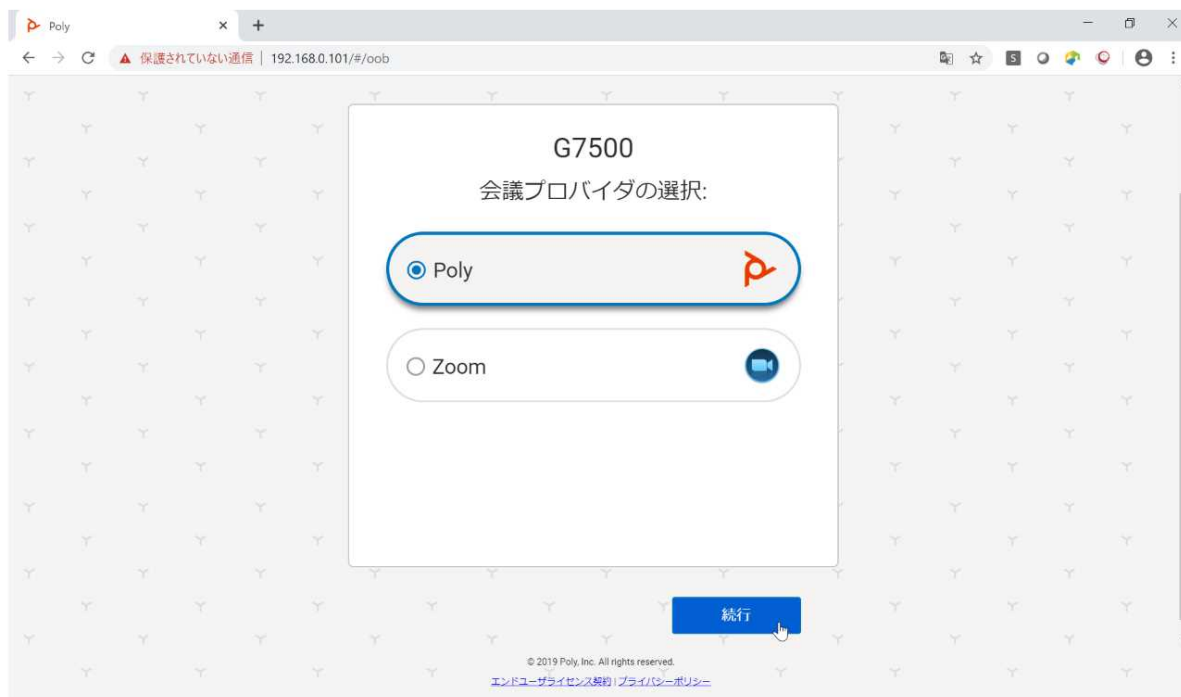 Poly
保護されていない通信 | 192.168.0.101/#/oob
S
G7500
会議プロバイダの選択:
Poly
Zoom
続行
© 2019 Poly, Inc. All rights reserved.
エンドユーザライセンス契約 | プライバシーポリシー